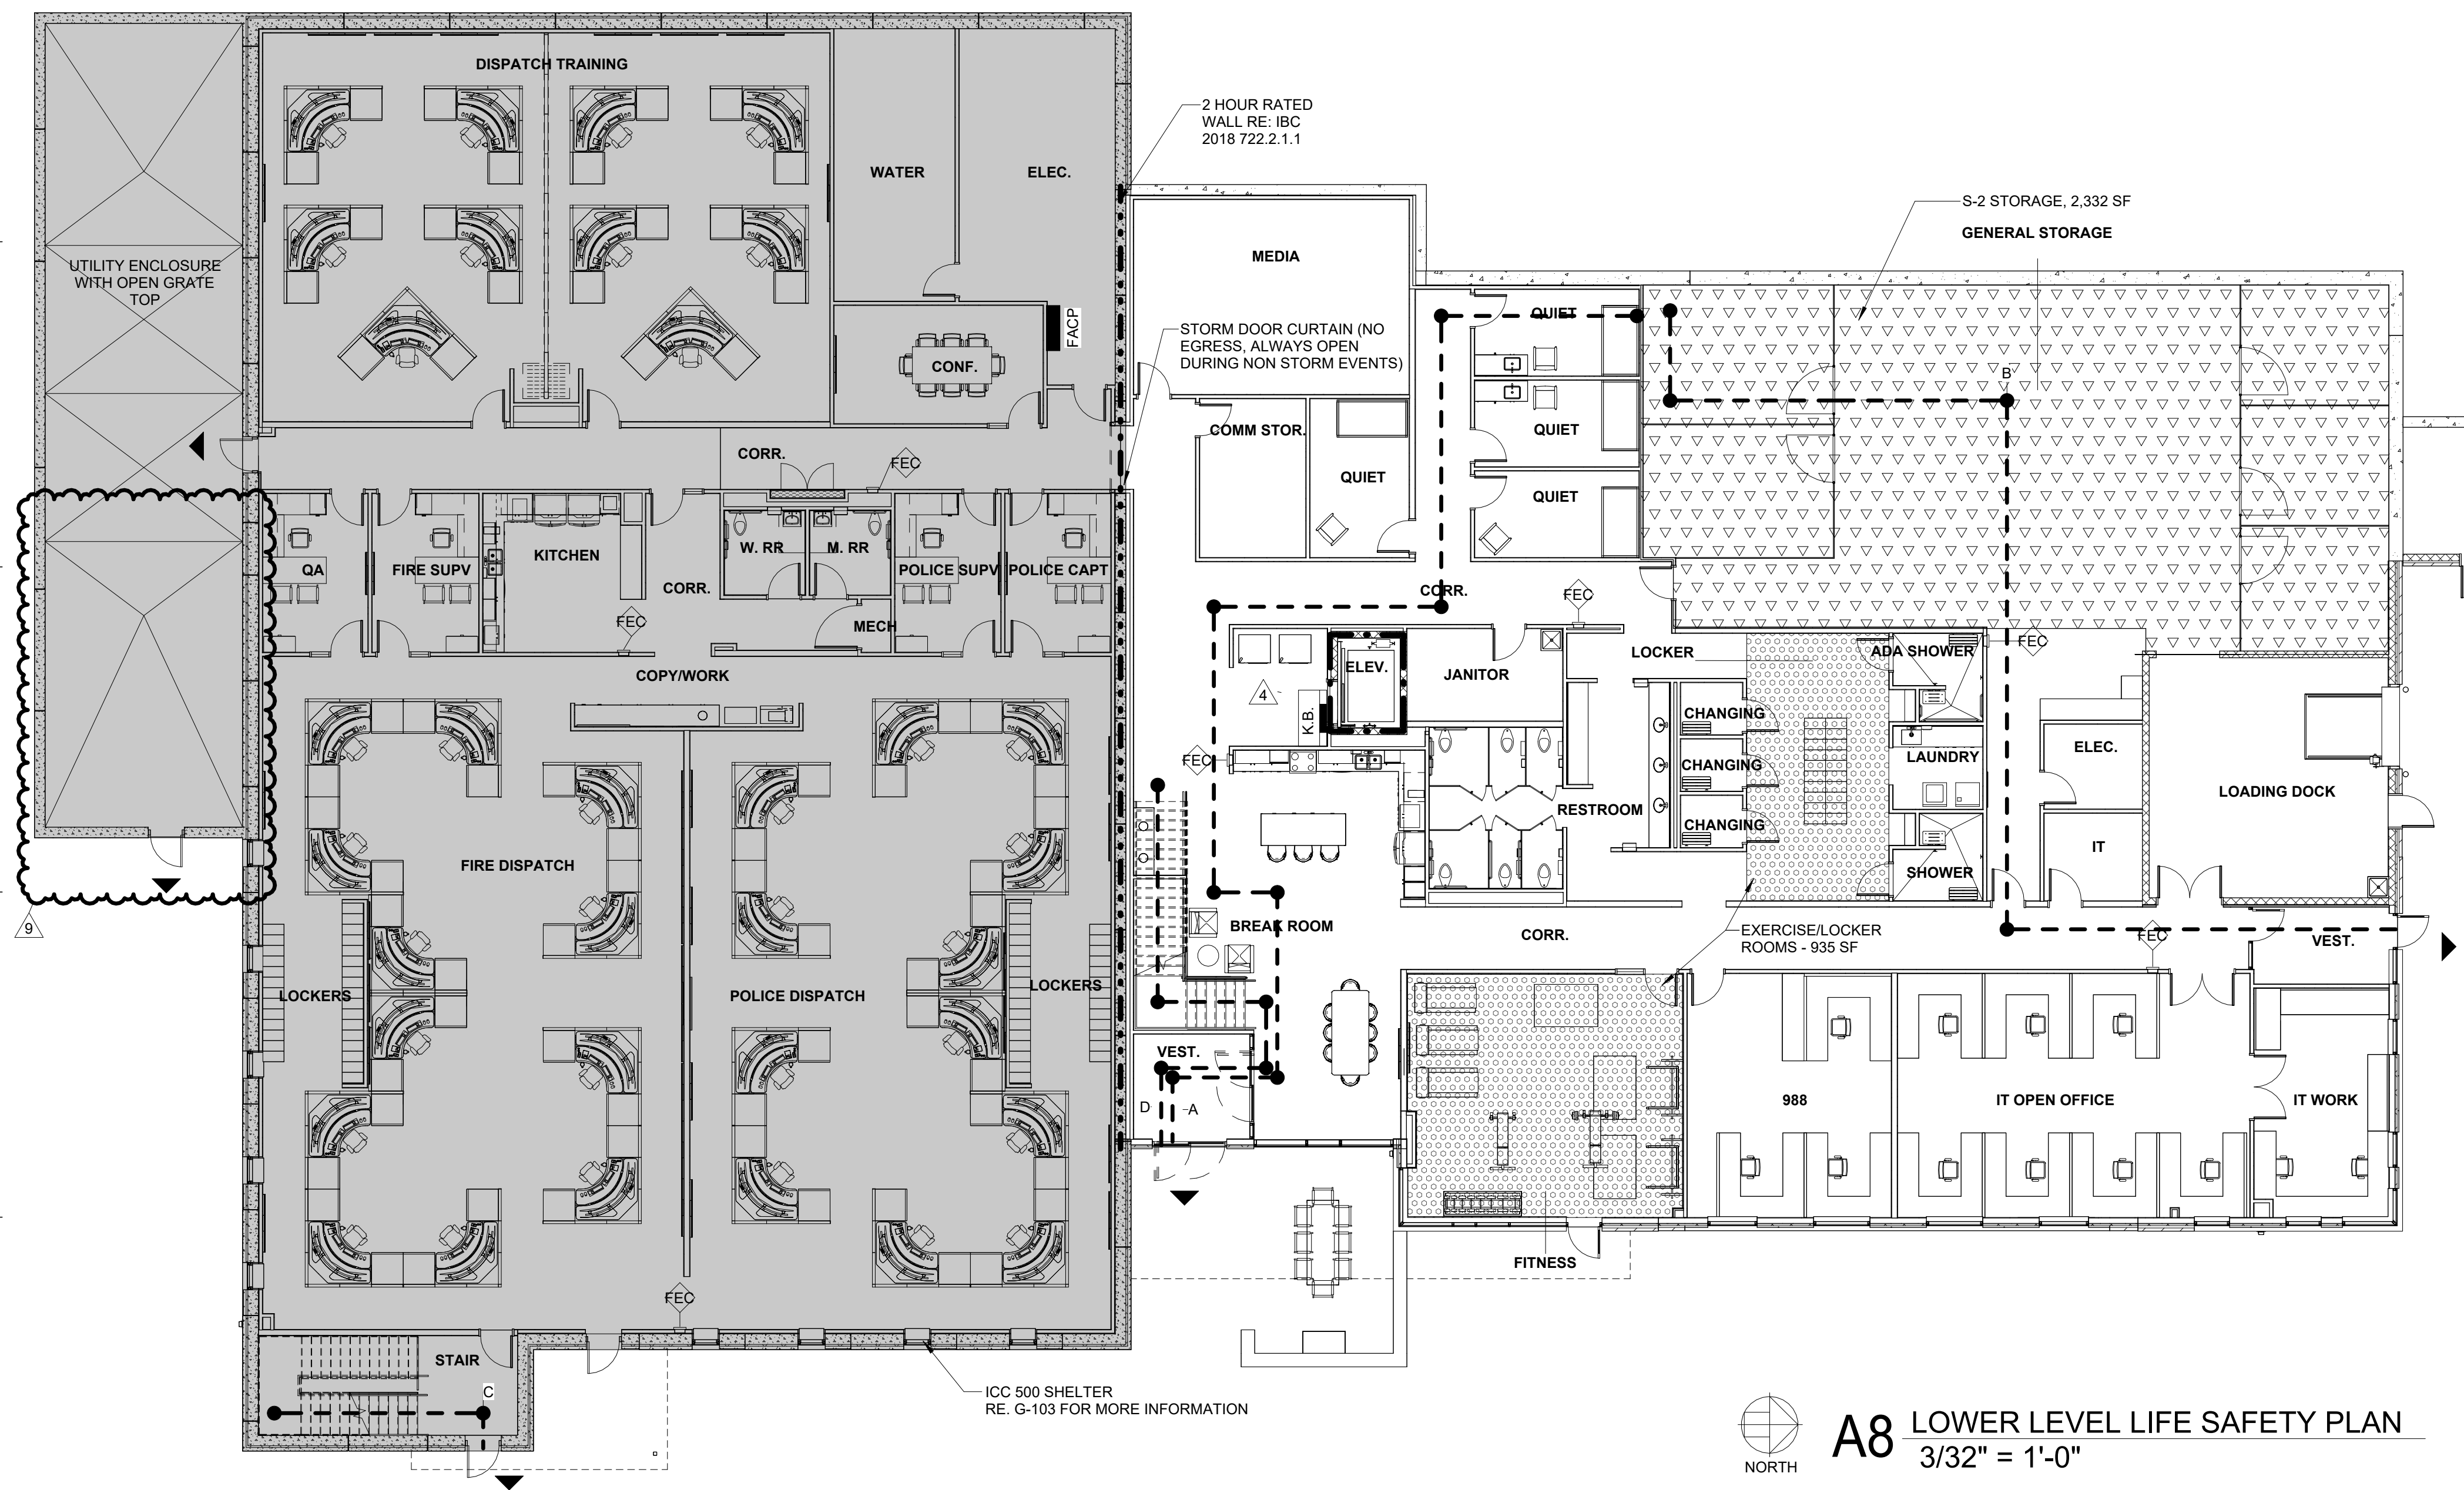 DISPATCH TRAINING
2 HOUR RATED
WALL RE: IBC
2018 722.2.1.1
WATER
ELEC.
S-2 STORAGE, 2,332 SF
GENERAL STORAGE
MEDIA
UTILITY ENCLOSURE
WITH OPEN GRATE
TOP
FACP
STORM DOOR CURTAIN (NO
EGRESS, ALWAYS OPEN
DURING NON STORM EVENTS)
QUIET
CONF.
B
COMM STOR.
QUIET
CORR.
FEC
QUIET
QUIET
QA
FIRE SUPV
KITCHEN
W. RR
M. RR
POLICE SUPV
POLICE CAPT
CORR.
CORR.
FEC
FEC
MECH
FEC
LOCKER
ADA SHOWER
ELEV.
JANITOR
COPY/WORK
4
K.B.
CHANGING
ELEC.
FEC
CHANGING
LAUNDRY
LOADING DOCK
RESTROOM
CHANGING
IT
FIRE DISPATCH
SHOWER
9
BREAK ROOM
CORR.
EXERCISE/LOCKER
ROOMS - 935 SF
FEC
VEST.
LOCKERS
POLICE DISPATCH
LOCKERS
VEST.
D
A
988
IT OPEN OFFICE
IT WORK
FITNESS
FEC
STAIR
C
ICC 500 SHELTER
RE. G-103 FOR MORE INFORMATION
NORTH
A8
LOWER LEVEL LIFE SAFETY PLAN
3/32" = 1'-0"